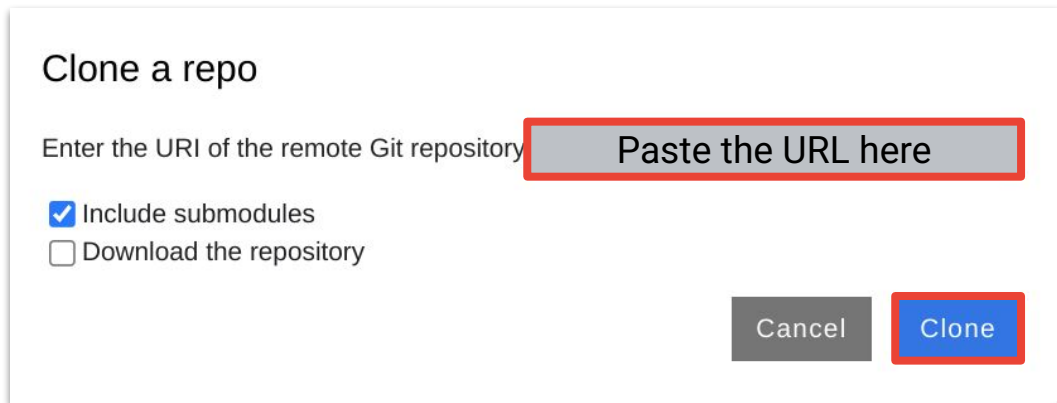 Clone a repo
Enter the URI of the remote Git repository
Paste the URL here
Include submodules
Download the repository
Cancel
Clone